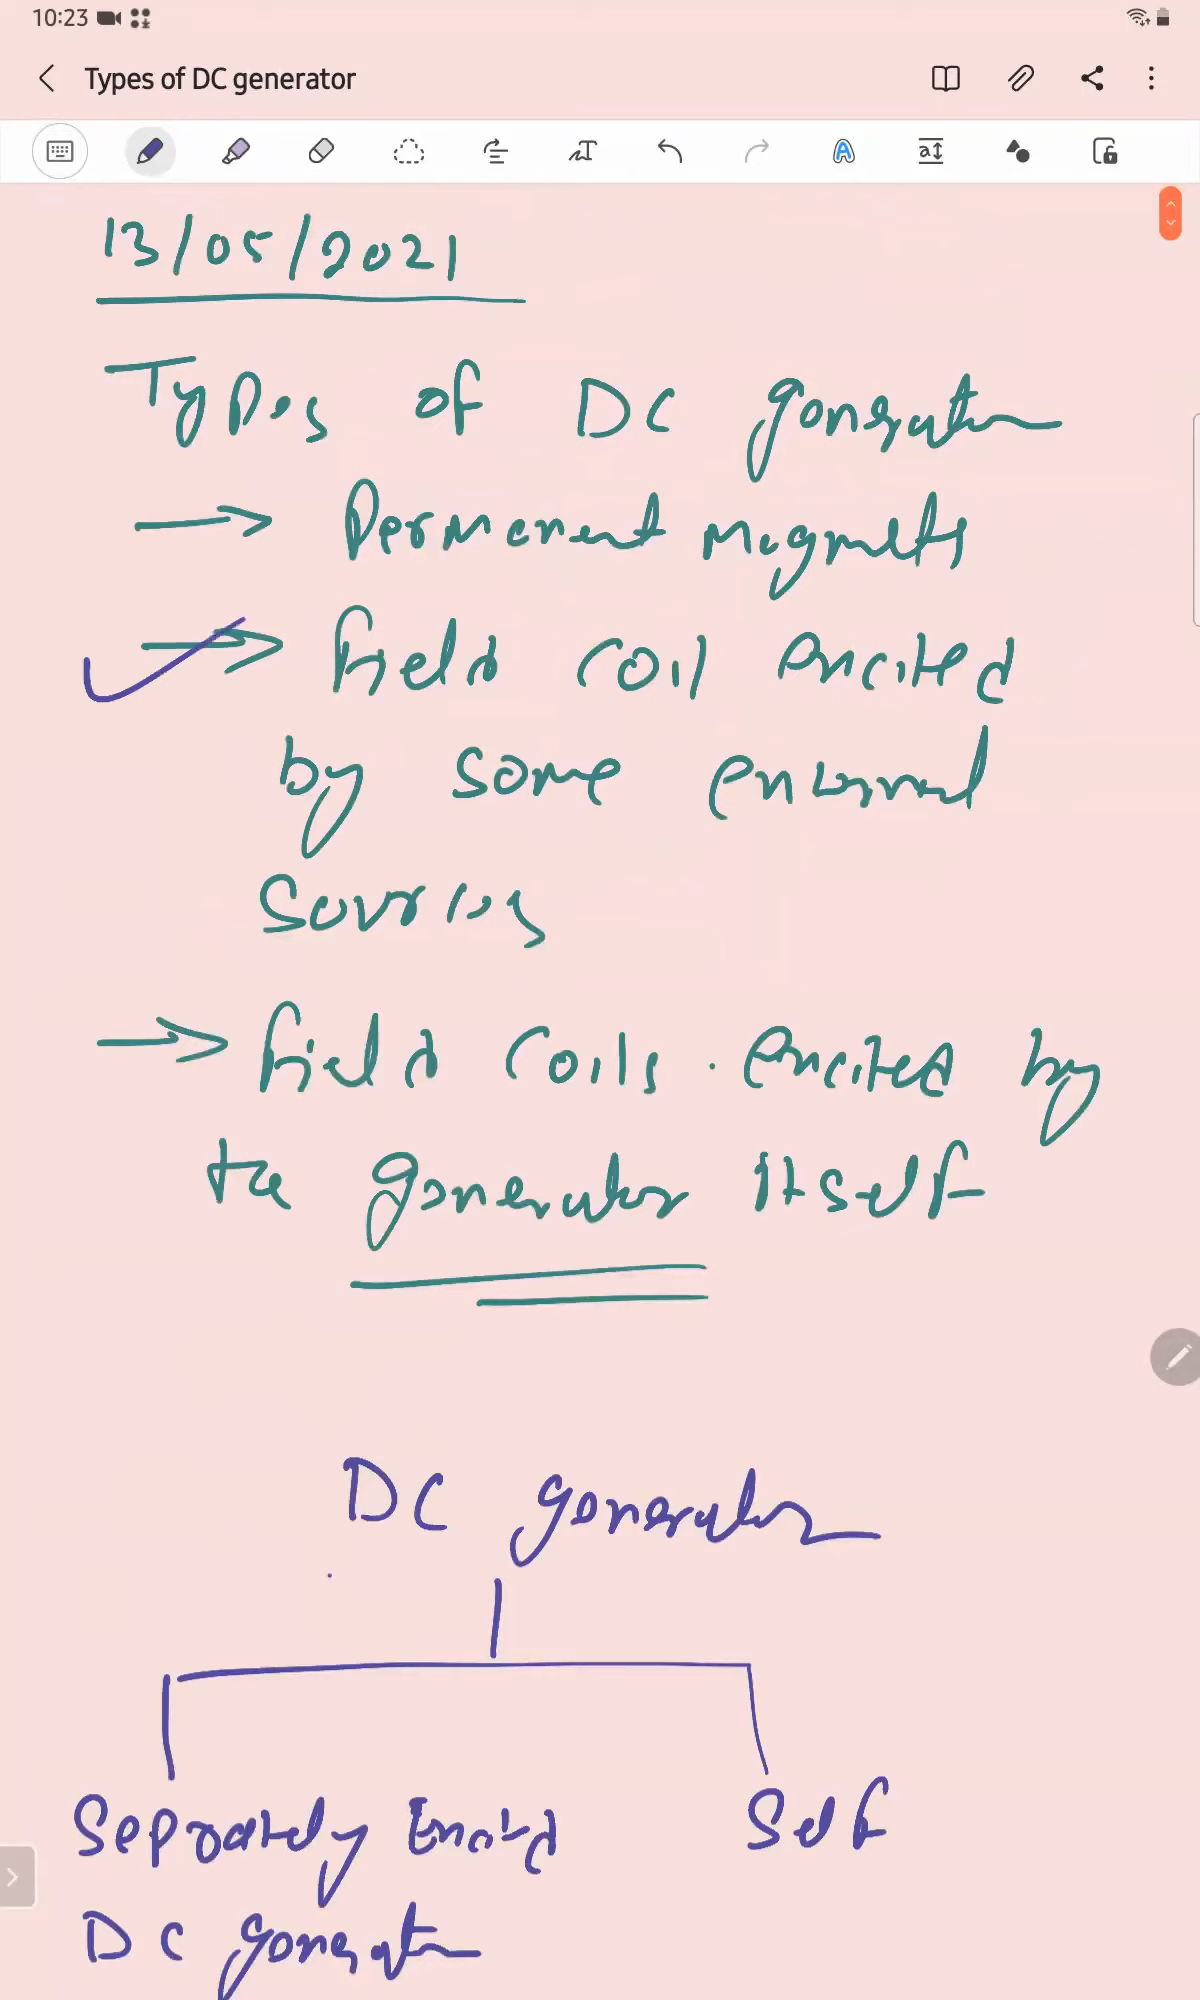 10:23
Types of DC generator
13/05/2021
Types of DC generator
→ Permanent Magnets
→ field coil excited
by some external
Sources
→ field coils . excited by
the generator itself
DC generator
Seprately Excited Self
DC generator